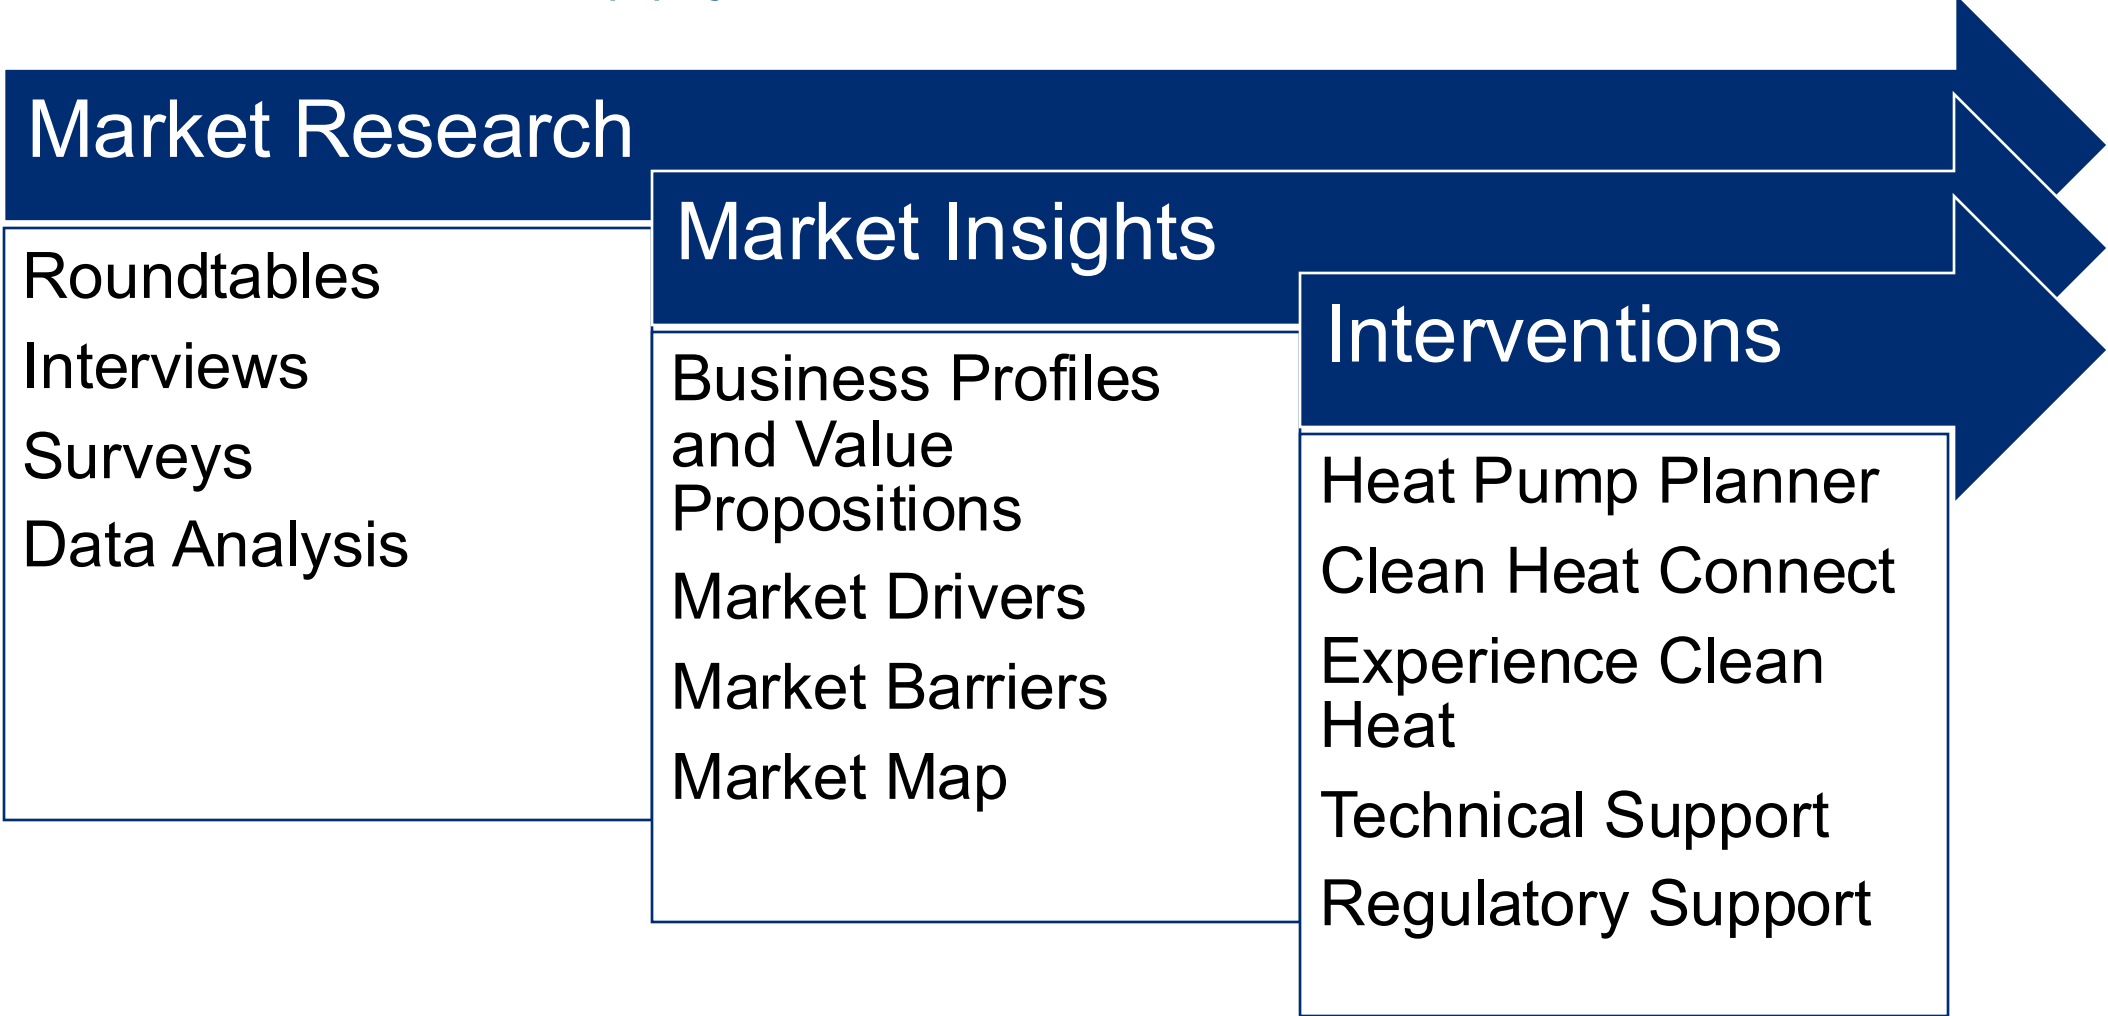 Market Research
Roundtables
Interviews
Surveys
Data Analysis
Market Insights
Business Profiles
and Value
Propositions
Market Drivers
Market Barriers
Market Map
Interventions
Heat Pump Planner
Clean Heat Connect
Experience Clean
Heat
Technical Support
Regulatory Support